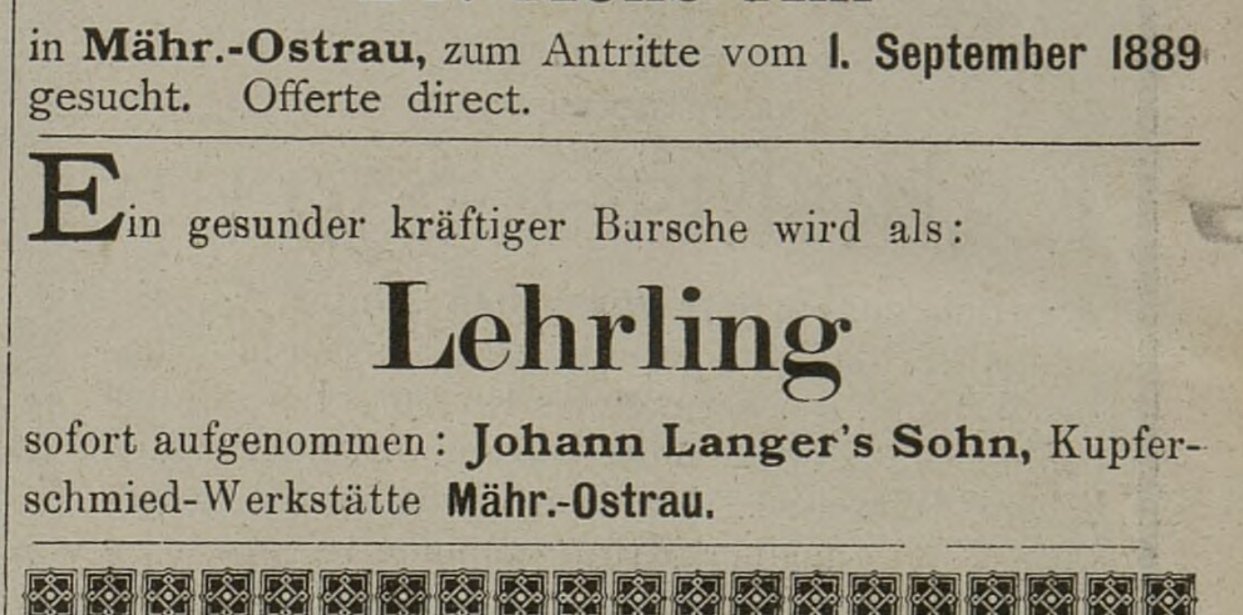 in Mähr.-Ostrau, zum Antritte vom 1. September 1889
gesucht. Offerte direct.
Ein gesunder kräftiger Bursche wird als:
Lehrling
sofort aufgenommen: Johann Langer's Sohn, Kupfer-
schmied-Werkstätte Mähr.-Ostrau.